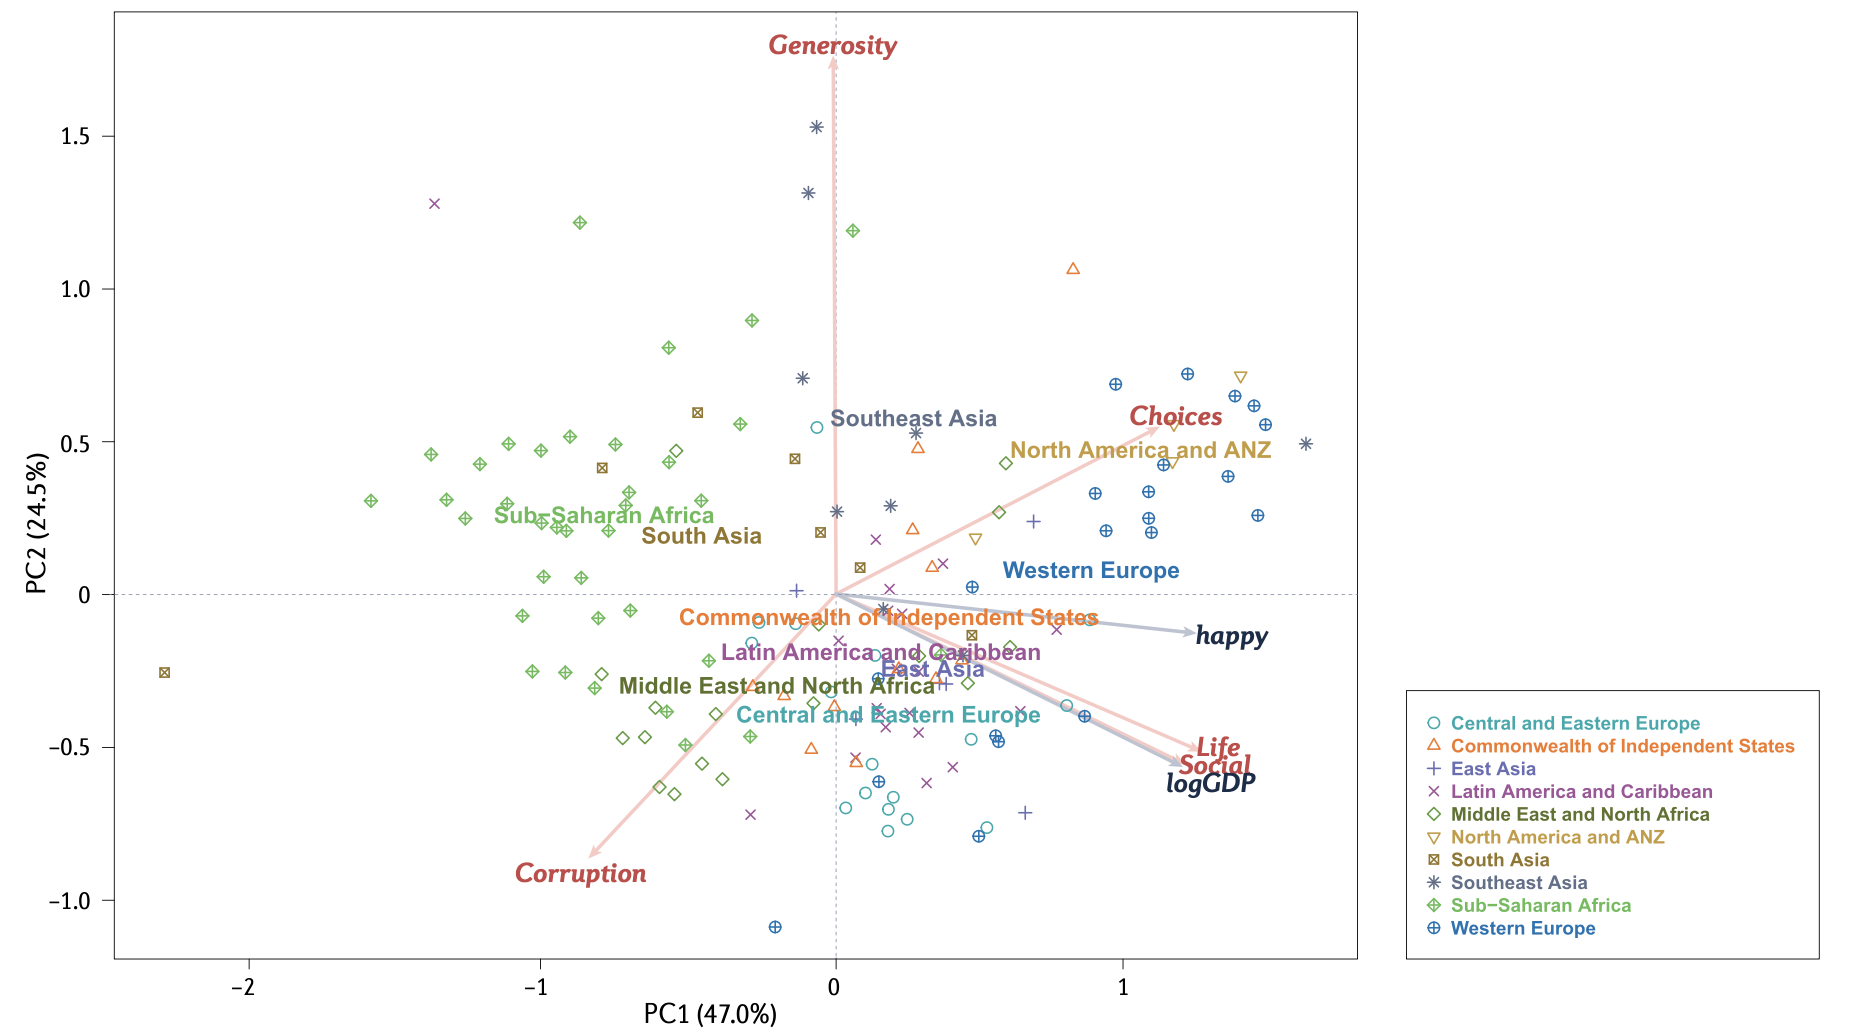 Generosity
1.5
1.0
Choices
Southeast Asia
0.5
North America and ANZ
Sub−Saharan Africa
South Asia
PC2 (24.5%)
Western Europe
0
Commonwealth of Independent States
happy
Latin America and Caribbean
East Asia
Middle East and North Africa
Central and Eastern Europe
−0.5
Life
Social
logGDP
Corruption
−1.0
−2
−1
0
1
PC1 (47.0%)
Central and Eastern Europe
Commonwealth of Independent States
East Asia
Latin America and Caribbean
Middle East and North Africa
North America and ANZ
South Asia
Southeast Asia
Sub−Saharan Africa
Western Europe